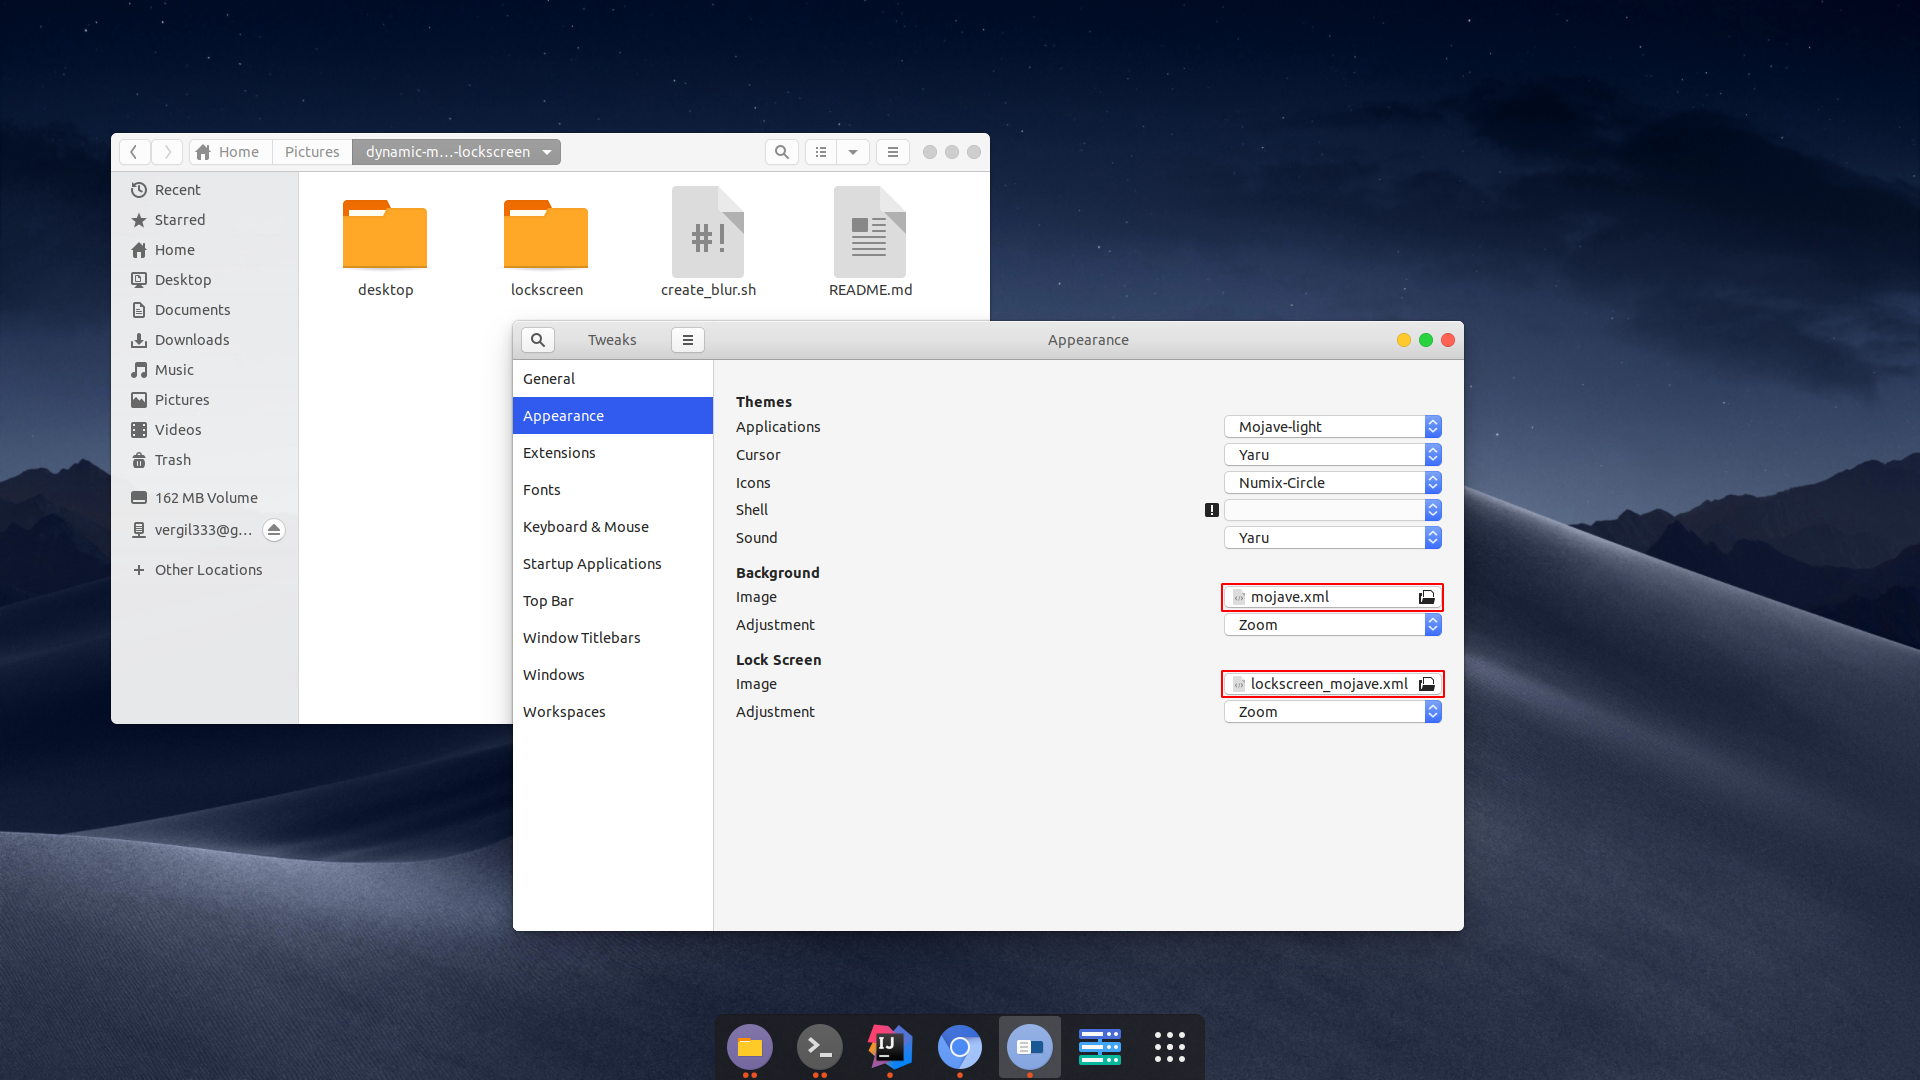 Home Pictures dynamic-m...-lockscreen
Recent
Starred
Home
Desktop
Documents
Downloads
Music
Pictures
Videos
Trash
162 MB Volume
vergil333@g...
Other Locations
#!
desktop lockscreen create_blur.sh README.md
Tweaks Appearance
General
Appearance
Extensions
Fonts
Keyboard & Mouse
Startup Applications
Top Bar
Window Titlebars
Windows
Workspaces
Themes
Applications Mojave-light
Cursor Yaru
Icons Numix-Circle
Shell
Sound Yaru
Background
Image mojave.xml
Adjustment Zoom
Lock Screen
Image lockscreen_mojave.xml
Adjustment Zoom
IJ